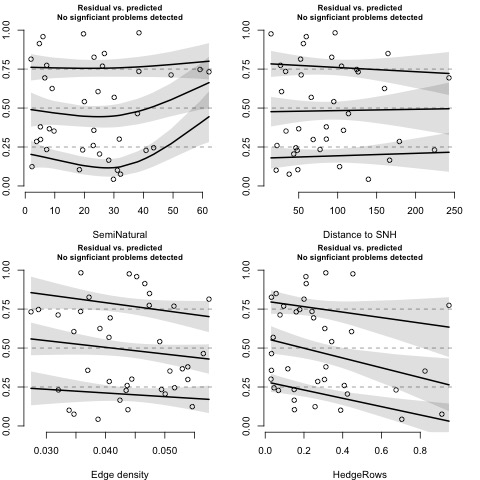 Residual vs. predicted
No signficiant problems detected
0.00 0.25 0.50 0.75 1.00
0 10 20 30 40 50 60
SemiNatural
Residual vs. predicted
No signficiant problems detected
0.00 0.25 0.50 0.75 1.00
50 100 150 200 250
Distance to SNH
Residual vs. predicted
No signficiant problems detected
0.00 0.25 0.50 0.75 1.00
0.030 0.040 0.050
Edge density
Residual vs. predicted
No signficiant problems detected
0.00 0.25 0.50 0.75 1.00
0.0 0.2 0.4 0.6 0.8
HedgeRows